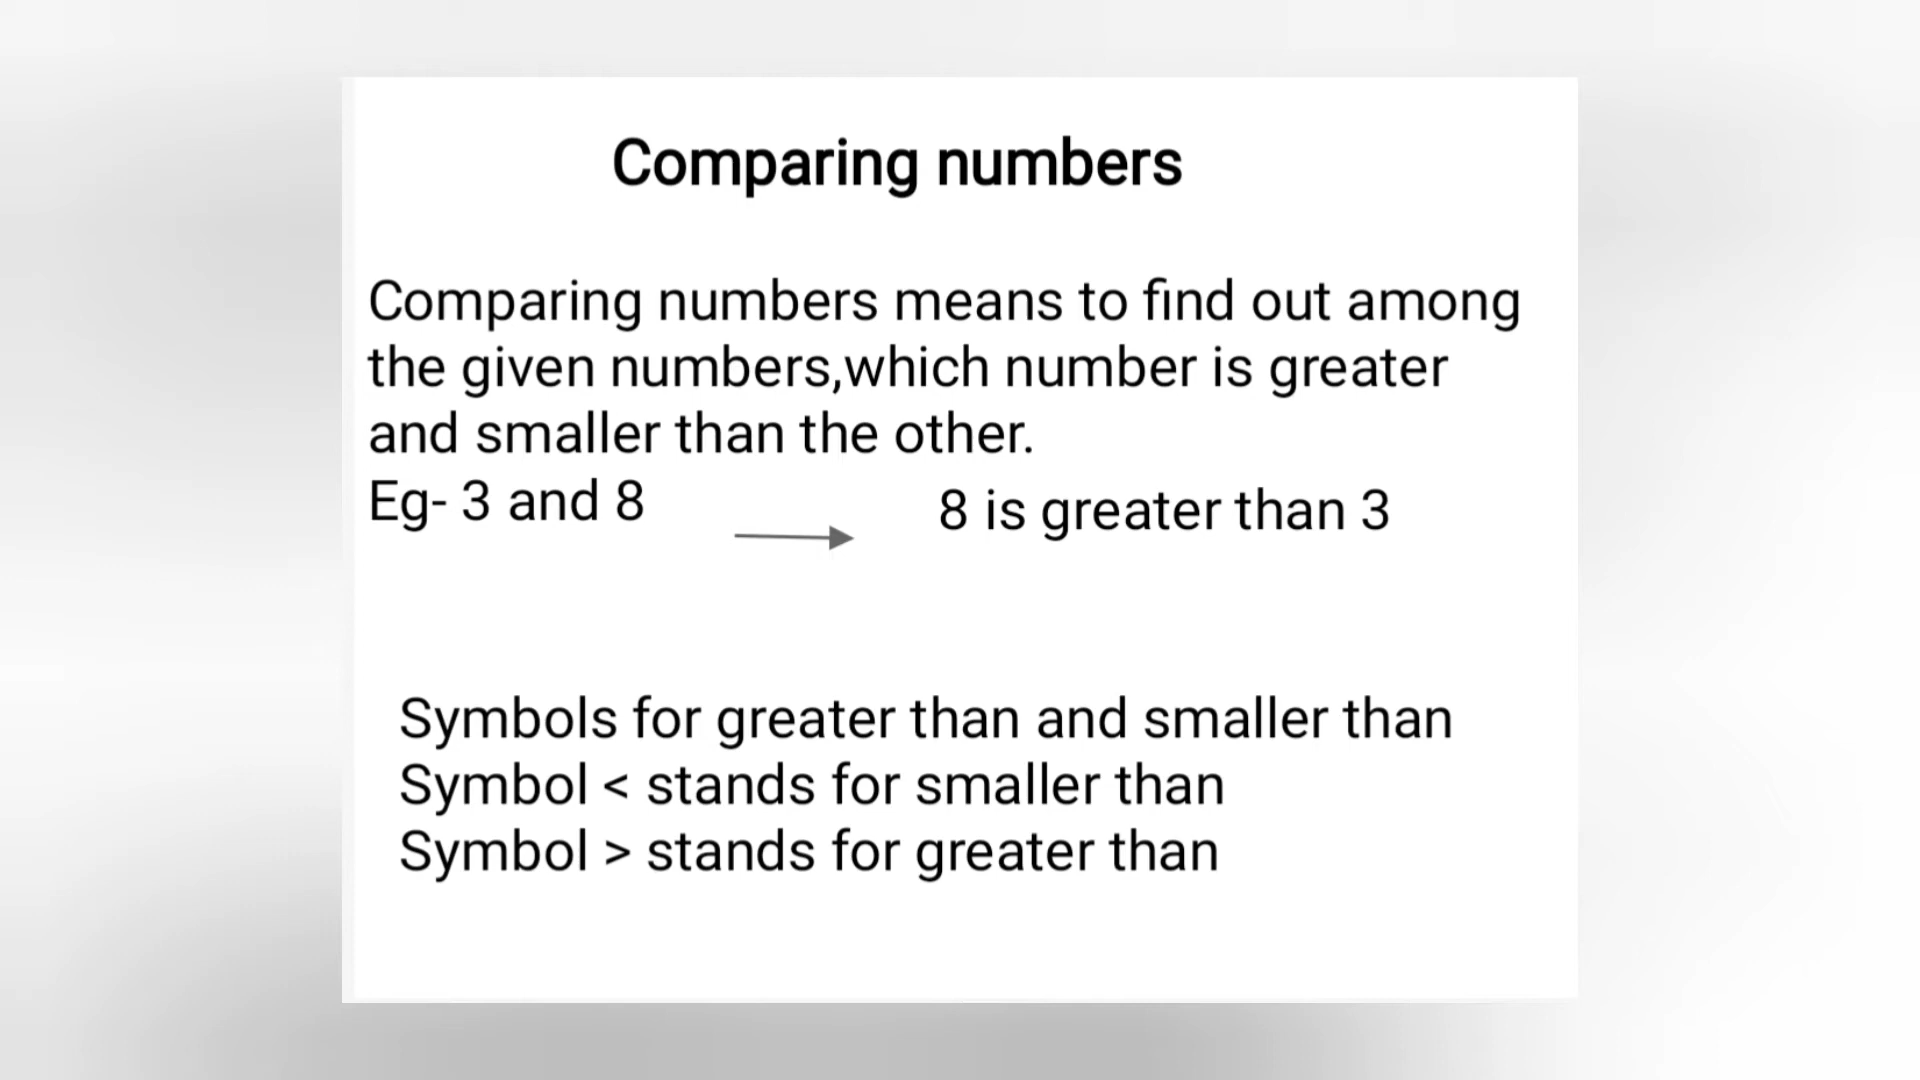 Comparing numbers
Comparing numbers means to find out among
the given numbers,which number is greater
and smaller than the other.
Eg- 3 and 8
8 is greater than 3
Symbols for greater than and smaller than
Symbol < stands for smaller than
Symbol > stands for greater than